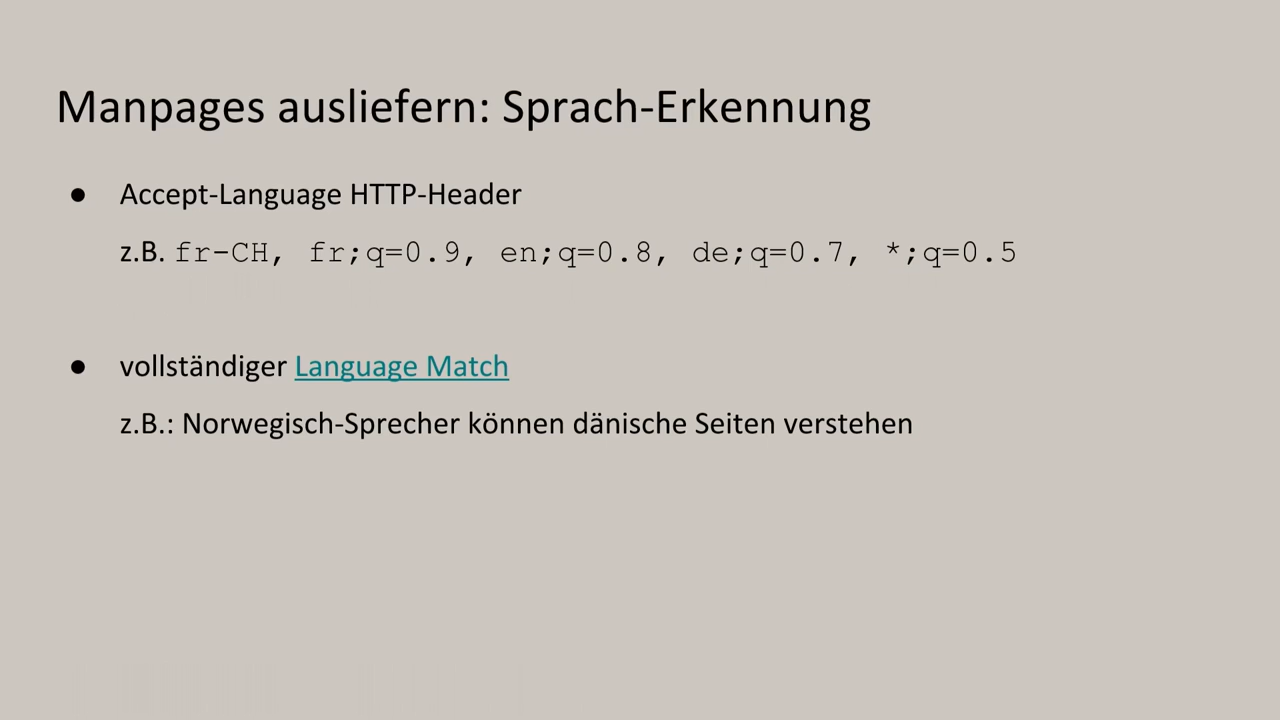 Manpages ausliefern: Sprach-Erkennung
● Accept-Language HTTP-Header
z.B. fr-CH, fr;q=0.9, en;q=0.8, de;q=0.7, *;q=0.5
● vollständiger Language Match
z.B.: Norwegisch-Sprecher können dänische Seiten verstehen